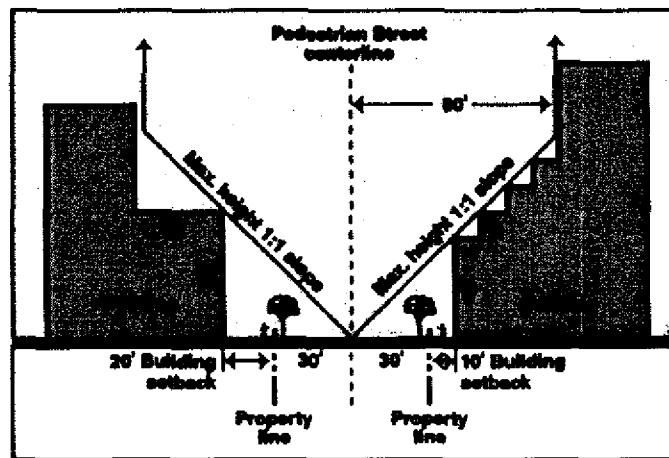 Pedestrian Street
centerline
80'
Max. height 1:1 slope
Max. height 1:1 slope
20' Building
setback
30'
30'
10' Building
setback
Property
line
Property
line